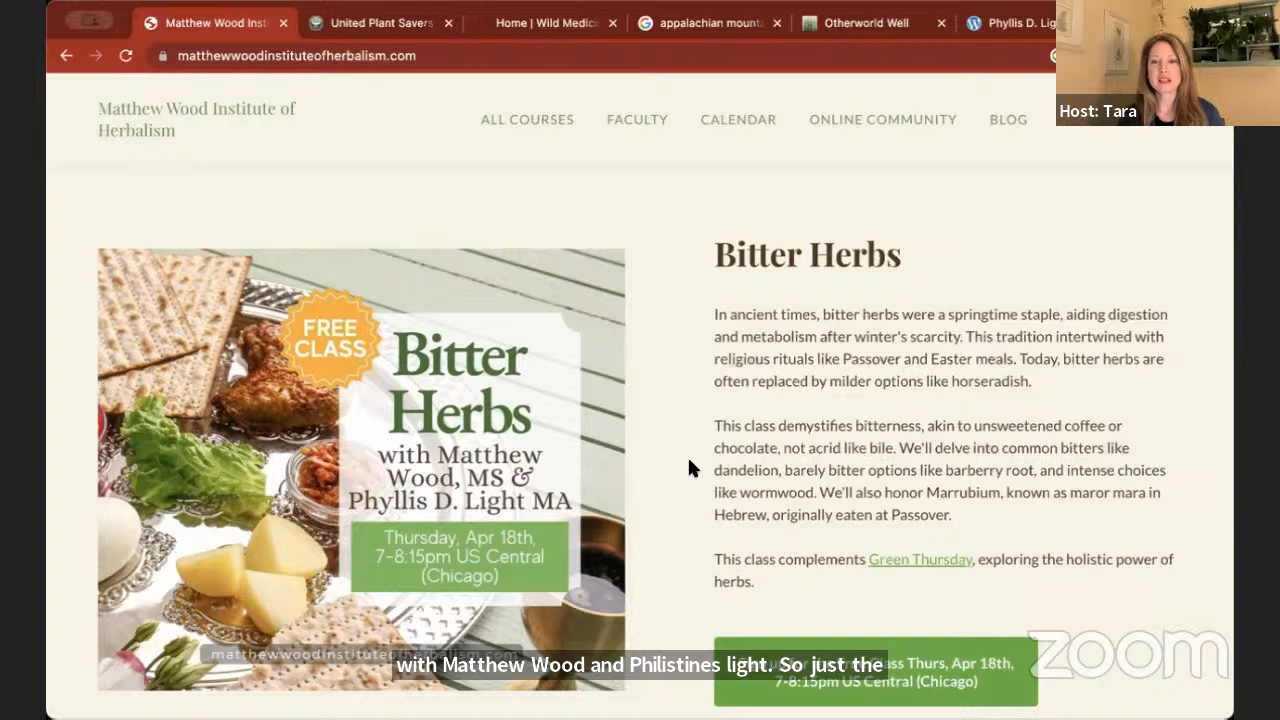 Matthew Wood Inst
United Plant Savers
Home | Wild Medicin
appalachian mount
Otherworld Well
Phyllis D. Lig
matthewwoodinstituteofherbalism.com
Host: Tara
Matthew Wood Institute of
Herbalism
ALL COURSES
FACULTY
CALENDAR
ONLINE COMMUNITY
BLOG
FREE
CLASS
Bitter
Herbs
with Matthew
Wood, MS &
Phyllis D. Light MA
Thursday, Apr 18th,
7-8:15pm US Central
(Chicago)
matthewwoodinstituteofherbalism.com
Bitter Herbs
In ancient times, bitter herbs were a springtime staple, aiding digestion
and metabolism after winter's scarcity. This tradition intertwined with
religious rituals like Passover and Easter meals. Today, bitter herbs are
often replaced by milder options like horseradish.
This class demystifies bitterness, akin to unsweetened coffee or
chocolate, not acrid like bile. We'll delve into common bitters like
dandelion, barely bitter options like barberry root, and intense choices
like wormwood. We'll also honor Marrubium, known as maror mara in
Hebrew, originally eaten at Passover.
This class complements Green Thursday, exploring the holistic power of
herbs.
Class Thurs, Apr 18th,
7-8:15pm US Central (Chicago)
with Matthew Wood and Philistines light. So just the
zoom